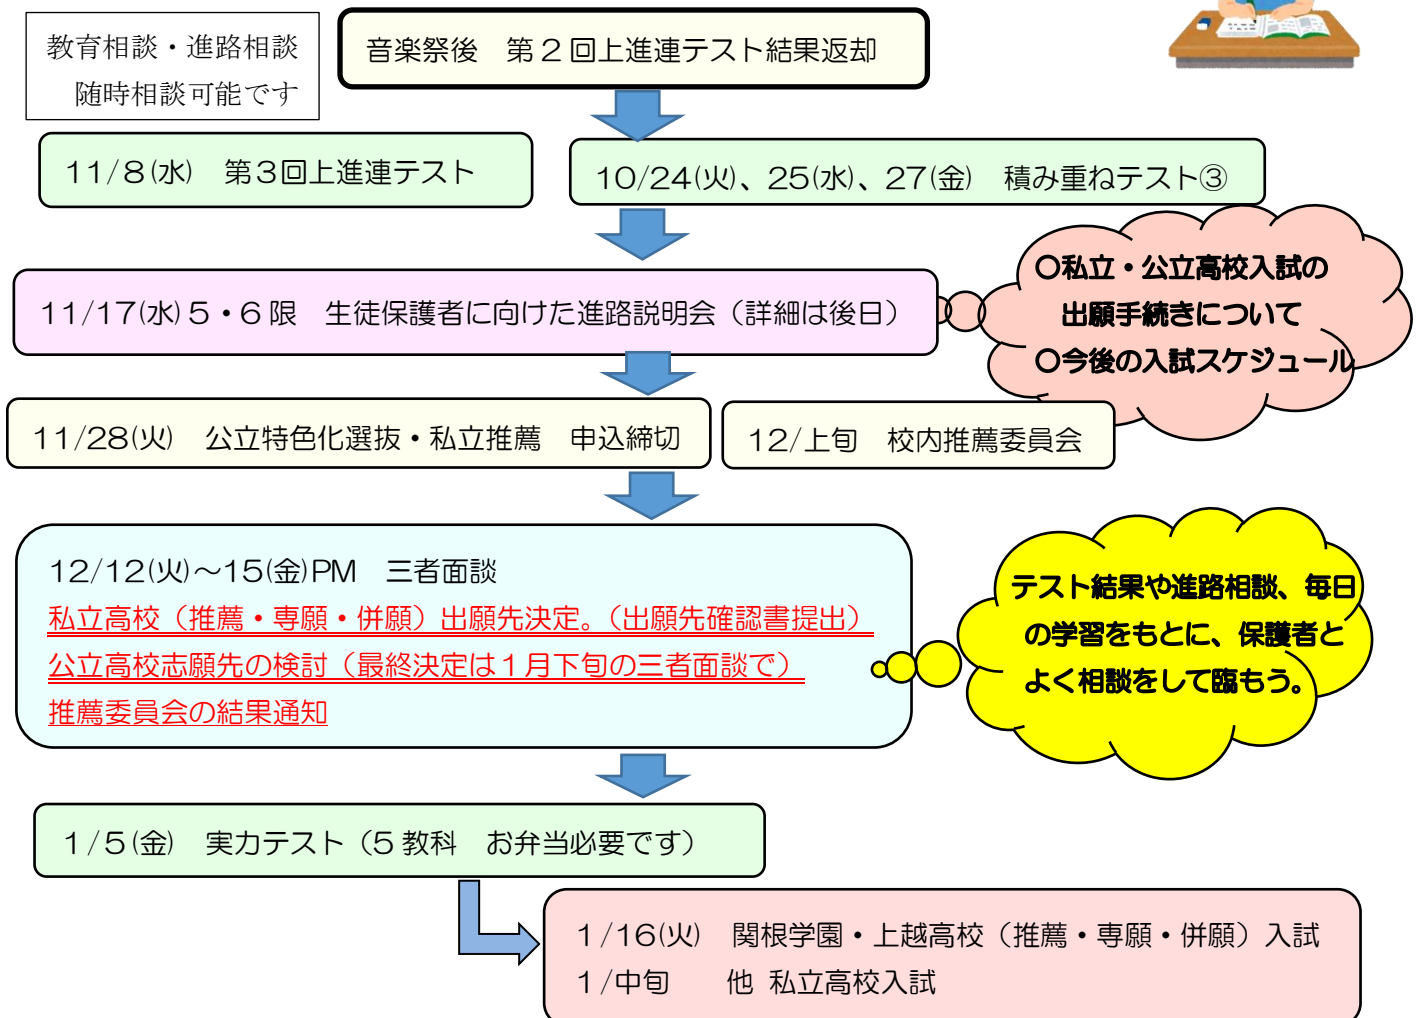 教育相談・進路相談
随時相談可能です
音楽祭後　第2回上進連テスト結果返却
11/8(水)　第3回上進連テスト
10/24(火)、25(水)、27(金)　積み重ねテスト③
11/17(水)5・6限　生徒保護者に向けた進路説明会（詳細は後日）
〇私立・公立高校入試の
出願手続きについて
〇今後の入試スケジュール
11/28(火)　公立特色化選抜・私立推薦　申込締切
12/上旬　校内推薦委員会
12/12(火)～15(金)PM　三者面談
私立高校（推薦・専願・併願）出願先決定。（出願先確認書提出）
公立高校志願先の検討（最終決定は1月下旬の三者面談で）
推薦委員会の結果通知
テスト結果や進路相談、毎日
の学習をもとに、保護者と
よく相談をして臨もう。
1/5(金)　実力テスト（5教科　お弁当必要です）
1/16(火)　関根学園・上越高校（推薦・専願・併願）入試
1/中旬　　他 私立高校入試